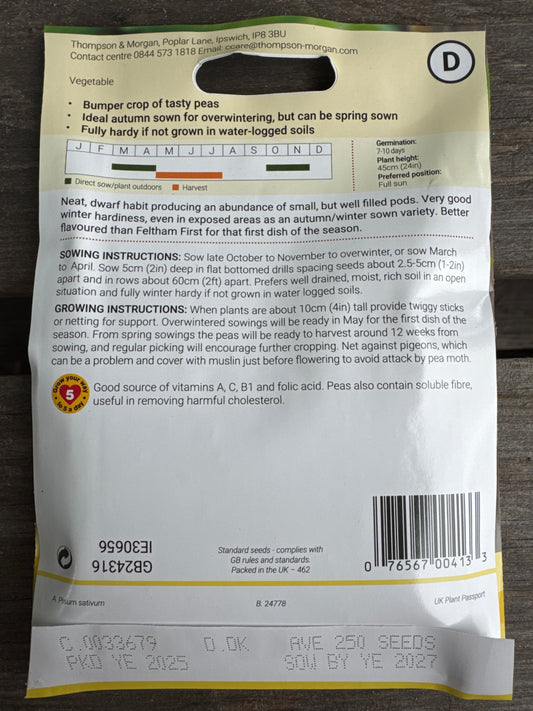 Thompson & Morgan, Poplar Lane, Ipswich, IP8 3BU
Contact centre 0844 573 1818 Email: ccare@thompson-morgan.com
D
Vegetable
• Bumper crop of tasty peas
• Ideal autumn sown for overwintering, but can be spring sown
• Fully hardy if not grown in water-logged soils
J F M A M J J A S O N D
Direct sow/plant outdoors Harvest
Germination:
7-10 days
Plant height:
45cm (24in)
Preferred position:
Full sun
Neat, dwarf habit producing an abundance of small, but well filled pods. Very good
winter hardiness, even in exposed areas as an autumn/winter sown variety. Better
flavoured than Feltham First for that first dish of the season.
SOWING INSTRUCTIONS: Sow late October to November to overwinter, or sow March
to April. Sow 5cm (2in) deep in flat bottomed drills spacing seeds about 2.5-5cm (1-2in)
apart and in rows about 60cm (2ft) apart. Prefers well drained, moist, rich soil in an open
situation and fully winter hardy if not grown in water logged soils.
GROWING INSTRUCTIONS: When plants are about 10cm (4in) tall provide twiggy sticks
or netting for support. Overwintered sowings will be ready in May for the first dish of the
season. From spring sowings the peas will be ready to harvest around 12 weeks from
sowing, and regular picking will encourage further cropping. Net against pigeons, which
can be a problem and cover with muslin just before flowering to avoid attack by pea moth.
Grow your way
5
to 5 a day
Good source of vitamins A, C, B1 and folic acid. Peas also contain soluble fibre,
useful in removing harmful cholesterol.
GB24316
IE30656
Standard seeds - complies with
GB rules and standards.
Packed in the UK – 462
0 76567 00413 3
A Pisum sativum
B. 24778
UK Plant Passport
C.0033679 D.DK AVE 250 SEEDS
PKD YE 2025 SOW BY YE 2027